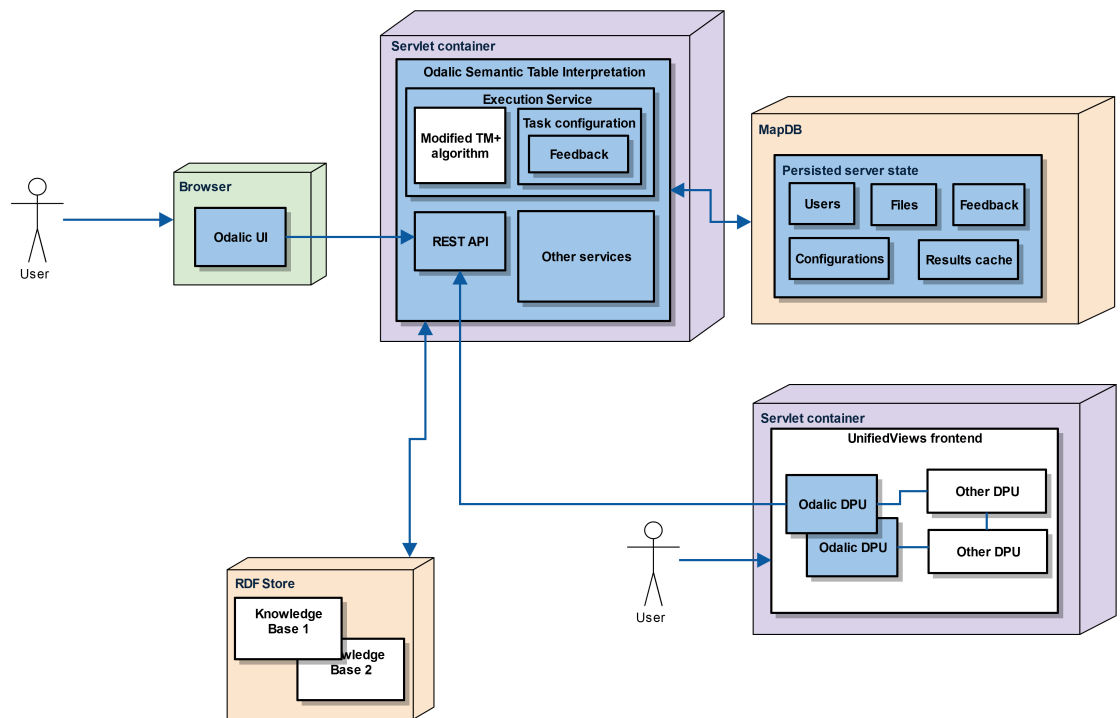 Servlet container
Odalic Semantic Table Interpretation
Execution Service
Modified TM+
algorithm
Task configuration
Feedback
REST API
Other services
MapDB
Persisted server state
Users
Files
Feedback
Configurations
Results cache
Browser
Odalic UI
User
Servlet container
UnifiedViews frontend
Odalic DPU
Other DPU
Odalic DPU
Other DPU
User
RDF Store
Knowledge
Base 1
wledge
Base 2